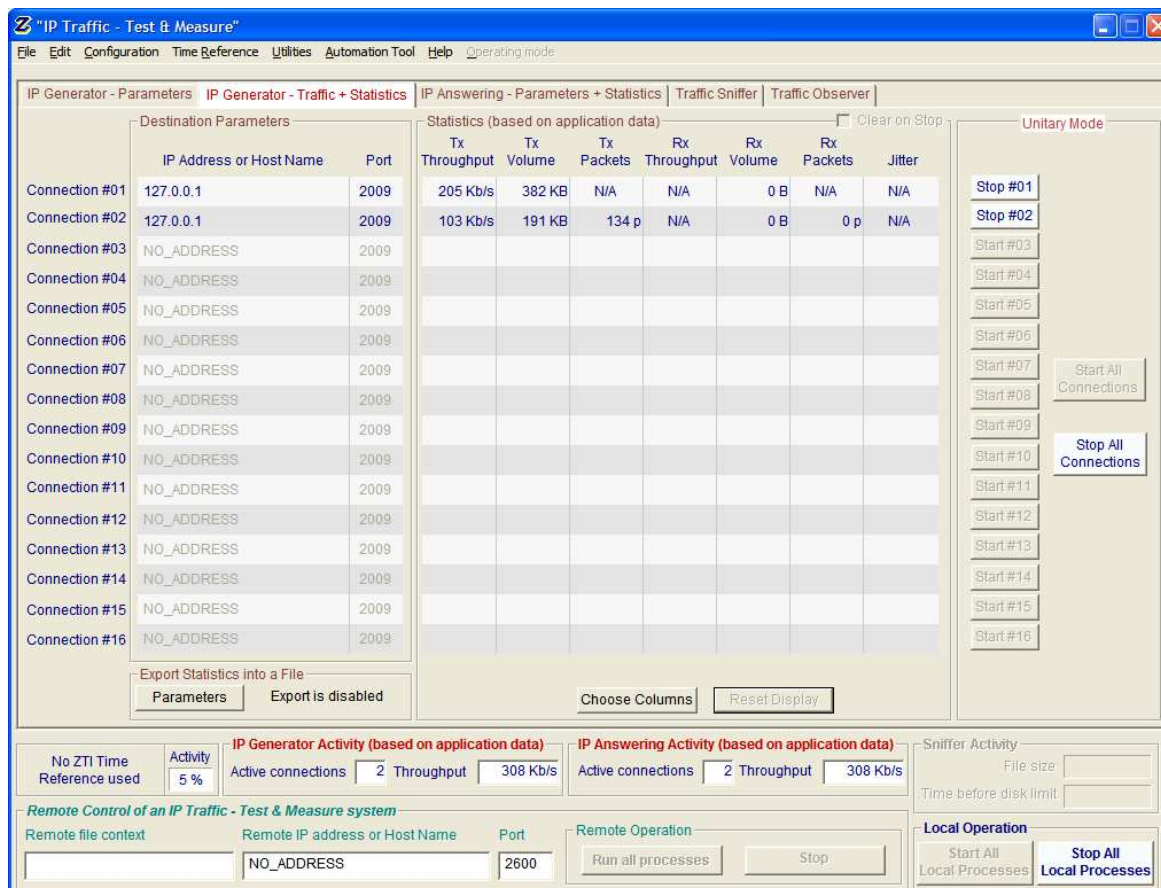 "IP Traffic - Test & Measure"
File Edit Configuration Time Reference Utilities Automation Tool Help Operating mode
IP Generator - Parameters IP Generator - Traffic + Statistics IP Answering - Parameters + Statistics Traffic Sniffer Traffic Observer
Destination Parameters Statistics (based on application data) Clear on Stop Unitary Mode
Tx Tx Tx Rx Rx Rx
IP Address or Host Name Port Throughput Volume Packets Throughput Volume Packets Jitter
Connection #01 127.0.0.1 2009 205 Kb/s 382 KB N/A N/A 0 B N/A N/A Stop #01
Connection #02 127.0.0.1 2009 103 Kb/s 191 KB 134 p N/A 0 B 0 p N/A Stop #02
Connection #03 NO_ADDRESS 2009 Start #03
Connection #04 NO_ADDRESS 2009 Start #04
Connection #05 NO_ADDRESS 2009 Start #05
Connection #06 NO_ADDRESS 2009 Start #06
Connection #07 NO_ADDRESS 2009 Start #07 Start All
Connection #08 NO_ADDRESS 2009 Start #08 Connections
Connection #09 NO_ADDRESS 2009 Start #09
Connection #10 NO_ADDRESS 2009 Start #10 Stop All Connections
Connection #11 NO_ADDRESS 2009 Start #11
Connection #12 NO_ADDRESS 2009 Start #12
Connection #13 NO_ADDRESS 2009 Start #13
Connection #14 NO_ADDRESS 2009 Start #14
Connection #15 NO_ADDRESS 2009 Start #15
Connection #16 NO_ADDRESS 2009 Start #16
Export Statistics into a File
Parameters Export is disabled Choose Columns Reset Display
No ZTI Time Reference used
Activity
5 %
IP Generator Activity (based on application data)
Active connections 2 Throughput 308 Kb/s
IP Answering Activity (based on application data)
Active connections 2 Throughput 308 Kb/s
Sniffer Activity
File size
Time before disk limit
Remote Control of an IP Traffic - Test & Measure system
Remote file context Remote IP address or Host Name Port
NO_ADDRESS 2600
Remote Operation
Run all processes Stop
Local Operation
Start All Local Processes
Stop All Local Processes